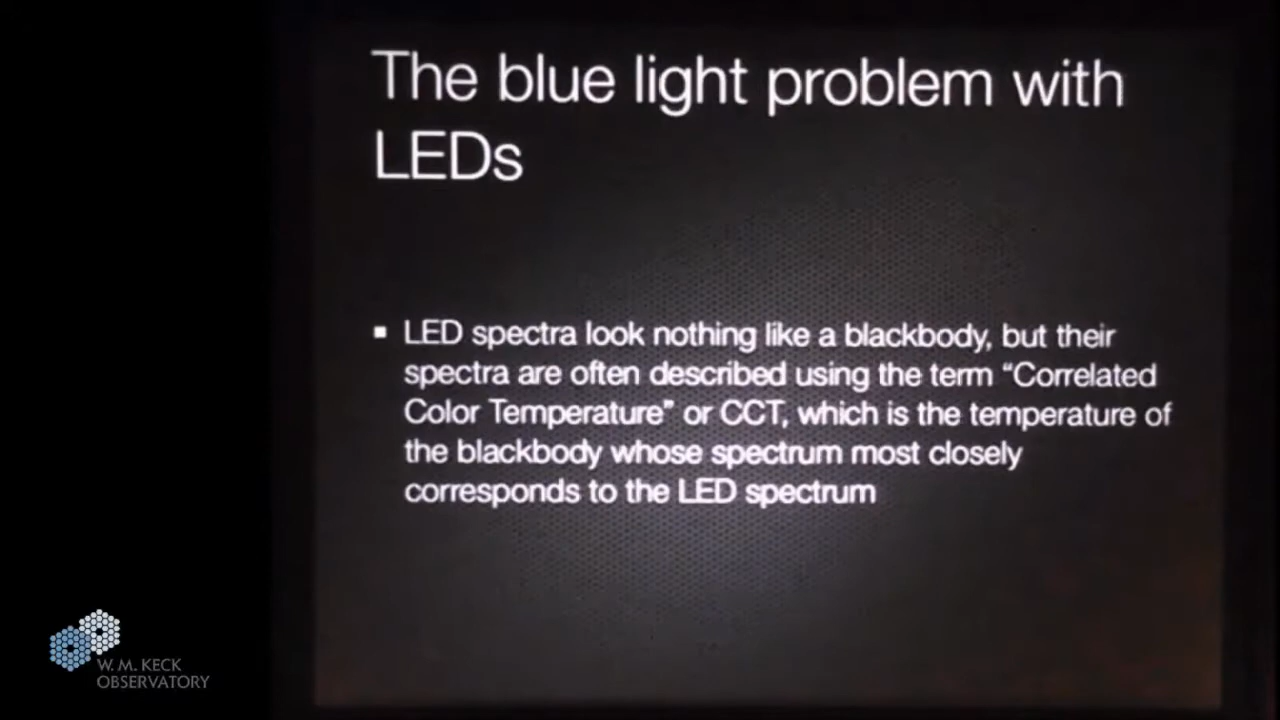 The blue light problem with
LEDs
▪ LED spectra look nothing like a blackbody, but their
spectra are often described using the term “Correlated
Color Temperature” or CCT, which is the temperature of
the blackbody whose spectrum most closely
corresponds to the LED spectrum
W. M. KECK
OBSERVATORY